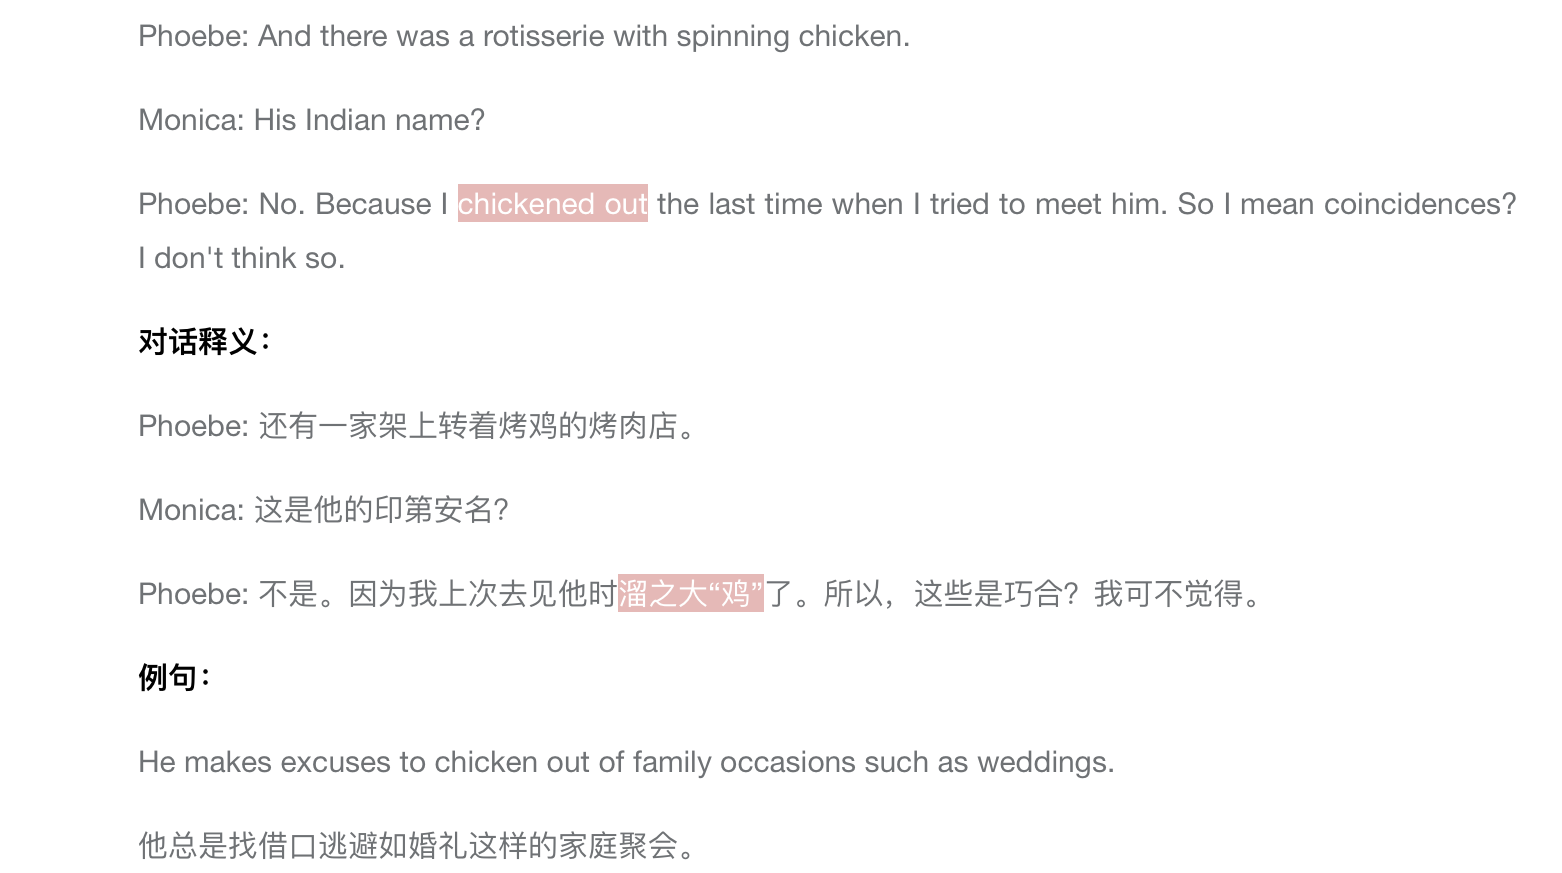 Phoebe: And there was a rotisserie with spinning chicken.
Monica: His Indian name?
Phoebe: No. Because I chickened out the last time when I tried to meet him. So I mean coincidences?
I don't think so.
对话释义：
Phoebe: 还有一家架上转着烤鸡的烤肉店。
Monica: 这是他的印第安名？
Phoebe: 不是。因为我上次去见他时溜之大“鸡”了。所以，这些是巧合？我可不觉得。
例句：
He makes excuses to chicken out of family occasions such as weddings.
他总是找借口逃避如婚礼这样的家庭聚会。